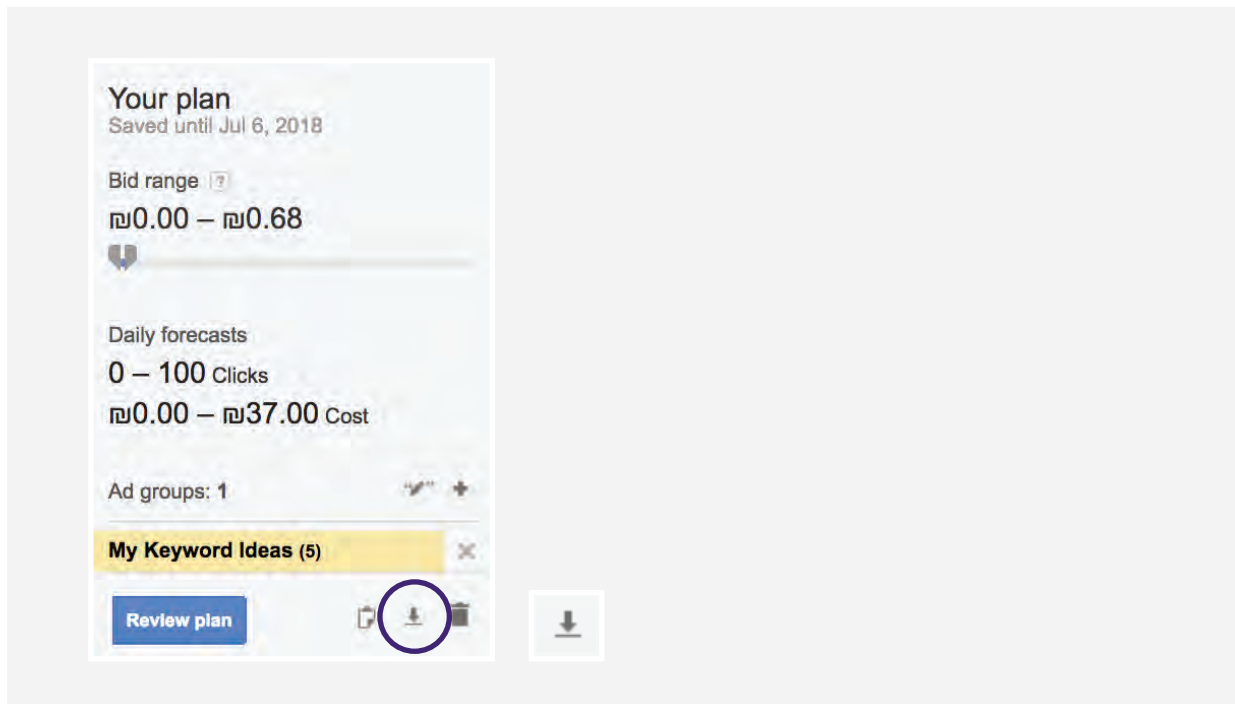 Your plan
Saved until Jul 6, 2018
Bid range ?
₪0.00 – ₪0.68
Daily forecasts
0 – 100 Clicks
₪0.00 – ₪37.00 Cost
Ad groups: 1
My Keyword Ideas (5)
Review plan